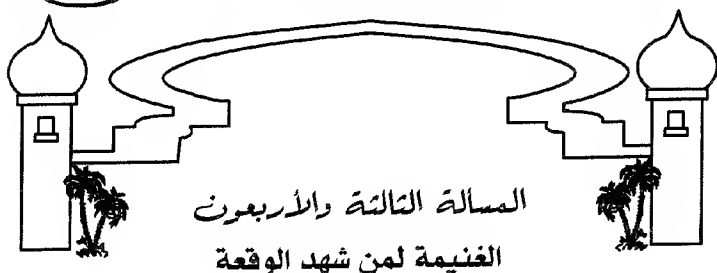 المسألة الثالثة والأربعون
الغنيمة لمن شهد الوقعة